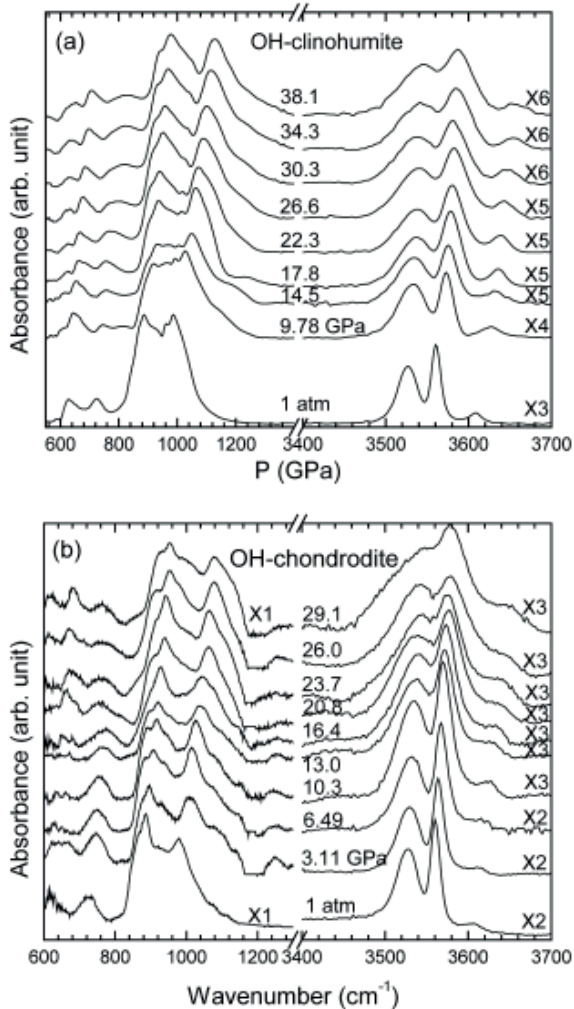 (a)
OH-clinohumite
Absorbance (arb. unit)
38.1 X6
34.3 X6
30.3 X6
26.6 X5
22.3 X5
17.8 X5
14.5 X5
9.78 GPa X4
1 atm X3
600 800 1000 1200 1400 3400 3500 3600 3700
P (GPa)
(b)
OH-chondrodite
Absorbance (arb. unit)
X1 29.1 X3
26.0 X3
23.7 X3
20.8 X3
16.4 X3
13.0 X3
10.3 X3
6.49 X2
3.11 GPa X2
X1 1 atm X2
600 800 1000 1200 3400 3500 3600 3700
Wavenumber (cm⁻¹)